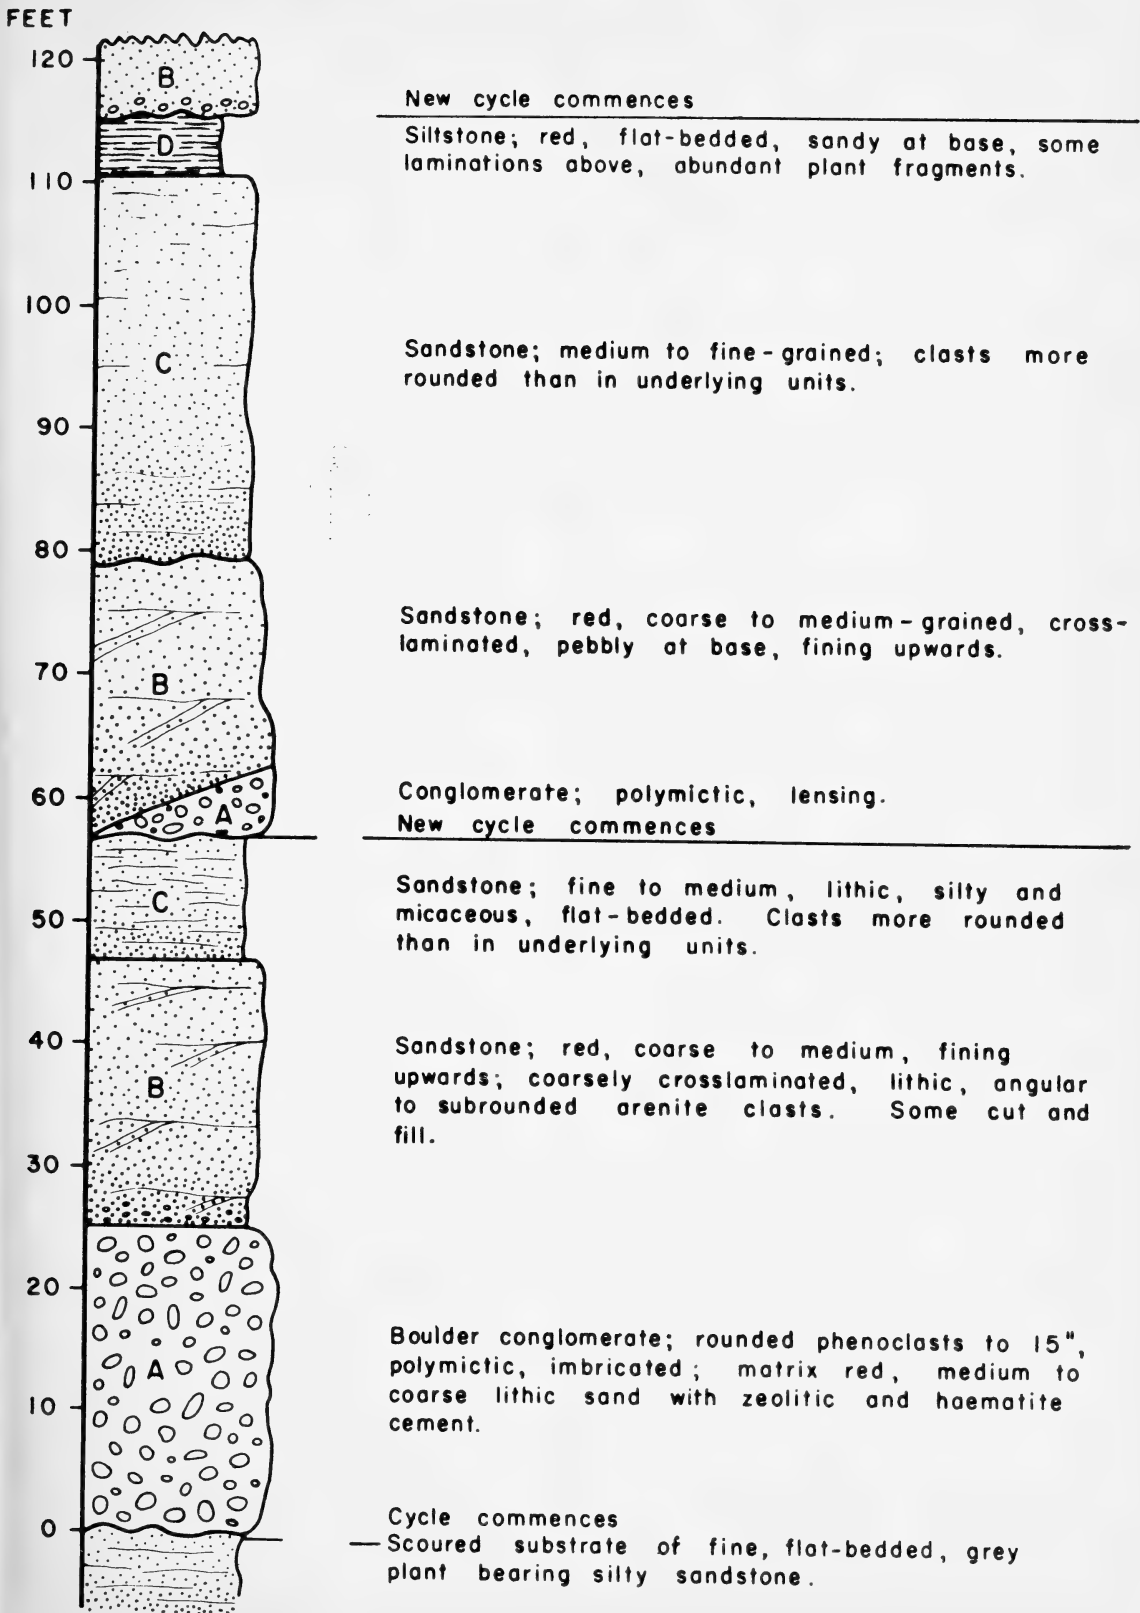 FEET
120
B
New cycle commences
D
Siltstone; red, flat-bedded, sandy at base, some
laminations above, abundant plant fragments.
110
100
C
Sandstone; medium to fine-grained; clasts more
rounded than in underlying units.
90
80
Sandstone; red, coarse to medium-grained, cross-
laminated, pebbly at base, fining upwards.
70
B
60
Conglomerate; polymictic, lensing.
A
New cycle commences
C
Sandstone; fine to medium, lithic, silty and
micaceous, flat-bedded. Clasts more rounded
than in underlying units.
50
40
Sandstone; red, coarse to medium, fining
upwards; coarsely crosslaminated, lithic, angular
to subrounded arenite clasts. Some cut and
fill.
B
30
20
Boulder conglomerate; rounded phenoclasts to 15",
polymictic, imbricated; matrix red, medium to
coarse lithic sand with zeolitic and haematite
cement.
A
10
0
Cycle commences
Scoured substrate of fine, flat-bedded, grey
plant bearing silty sandstone.